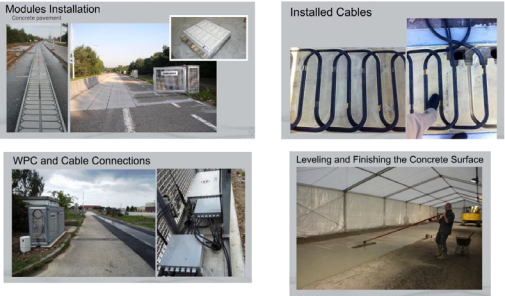 Modules Installation
Concrete pavement
Installed Cables
WPC and Cable Connections
Leveling and Finishing the Concrete Surface